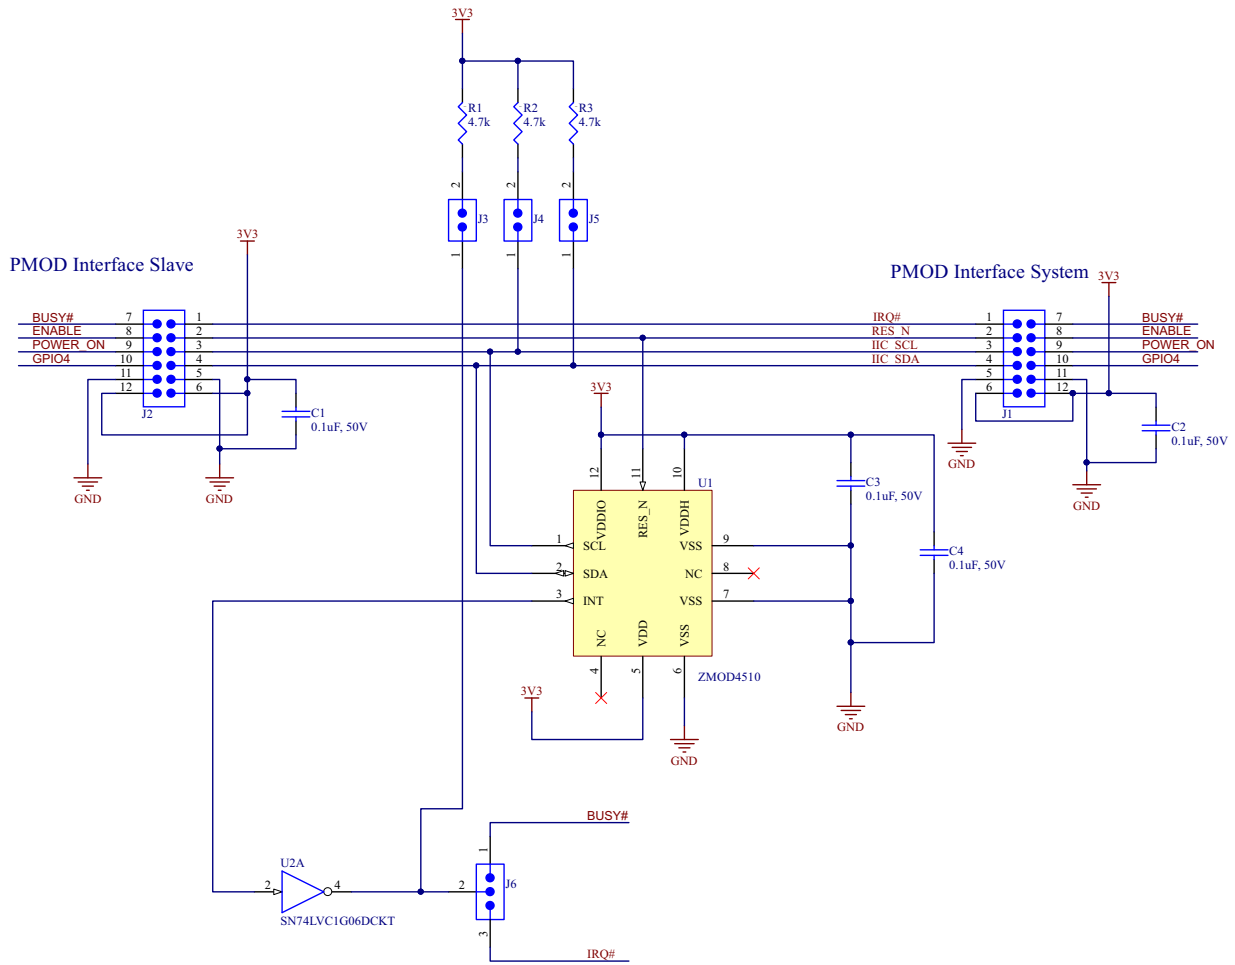 3V3
R1
4.7k
R2
4.7k
R3
4.7k
2
2
2
J3
J4
J5
1
1
1
PMOD Interface Slave
3V3
BUSY#
ENABLE
POWER_ON
GPIO4
7
8
9
10
11
12
1
2
3
4
5
6
J2
C1
0.1uF, 50V
GND
GND
PMOD Interface System
3V3
IRQ#
RES_N
IIC_SCL
IIC_SDA
1
2
3
4
5
6
7
8
9
10
11
12
J1
BUSY#
ENABLE
POWER_ON
GPIO4
C2
0.1uF, 50V
GND
GND
3V3
12
11
10
U1
VDDIO
RES_N
VDDH
1
SCL
2
SDA
3
INT
VSS
9
NC
8
VSS
7
NC
VDD
VSS
4
5
6
ZMOD4510
C3
0.1uF, 50V
C4
0.1uF, 50V
3V3
GND
GND
U2A
2
4
SN74LVC1G06DCKT
BUSY#
1
2
J6
3
IRQ#